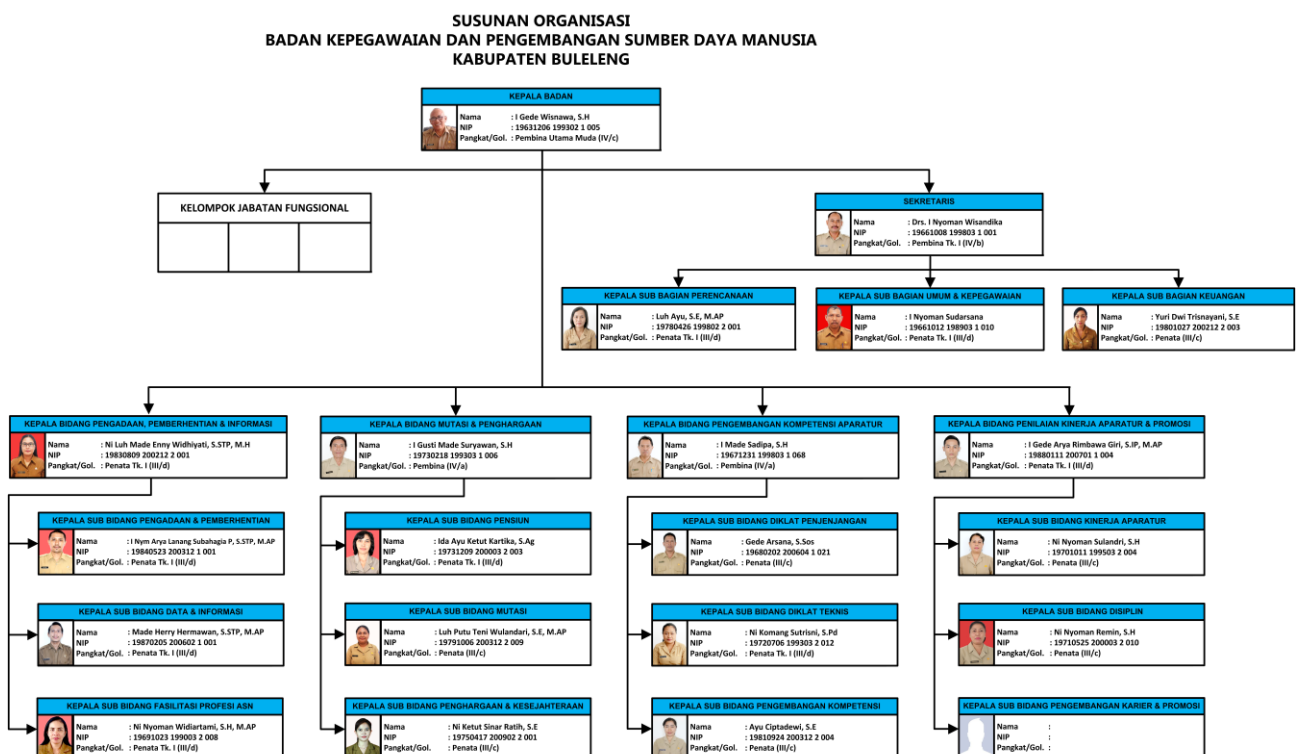 SUSUNAN ORGANISASI
BADAN KEPEGAWAIAN DAN PENGEMBANGAN SUMBER DAYA MANUSIA
KABUPATEN BULELENG
KEPALA BADAN
Nama : I Gede Wisnawa, S.H
NIP : 19631206 199302 1 005
Pangkat/Gol. : Pembina Utama Muda (IV/c)
KELOMPOK JABATAN FUNGSIONAL
SEKRETARIS
Nama : Drs. I Nyoman Wisandika
NIP : 19661008 199803 1 001
Pangkat/Gol. : Pembina Tk. I (IV/b)
KEPALA SUB BAGIAN PERENCANAAN
Nama : Luh Ayu, S.E, M.AP
NIP : 19780426 199802 2 001
Pangkat/Gol. : Penata Tk. I (III/d)
KEPALA SUB BAGIAN UMUM & KEPEGAWAIAN
Nama : I Nyoman Sudarsana
NIP : 19661012 198903 1 010
Pangkat/Gol. : Penata Tk. I (III/d)
KEPALA SUB BAGIAN KEUANGAN
Nama : Yuri Dwi Trisnayani, S.E
NIP : 19801027 200212 2 003
Pangkat/Gol. : Penata (III/c)
KEPALA BIDANG PENGADAAN, PEMBERHENTIAN & INFORMASI
Nama : Ni Luh Made Enny Widhiyati, S.STP, M.H
NIP : 19830809 200212 2 001
Pangkat/Gol. : Penata Tk. I (III/d)
KEPALA BIDANG MUTASI & PENGHARGAAN
Nama : I Gusti Made Suryawan, S.H
NIP : 19730218 199303 1 006
Pangkat/Gol. : Pembina (IV/a)
KEPALA BIDANG PENGEMBANGAN KOMPETENSI APARATUR
Nama : I Made Sadipa, S.H
NIP : 19671231 199803 1 068
Pangkat/Gol. : Pembina (IV/a)
KEPALA BIDANG PENILAIAN KINERJA APARATUR & PROMOSI
Nama : I Gede Arya Rimbawa Giri, S.IP, M.AP
NIP : 19880111 200701 1 004
Pangkat/Gol. : Penata Tk. I (III/d)
KEPALA SUB BIDANG PENGADAAN & PEMBERHENTIAN
Nama : I Nym Arya Lanang Subahagia P, S.STP, M.AP
NIP : 19840523 200312 1 001
Pangkat/Gol. : Penata Tk. I (III/d)
KEPALA SUB BIDANG PENSIUN
Nama : Ida Ayu Ketut Kartika, S.Ag
NIP : 19731209 200003 2 003
Pangkat/Gol. : Penata Tk. I (III/d)
KEPALA SUB BIDANG DIKLAT PENJENJANGAN
Nama : Gede Arsana, S.Sos
NIP : 19680202 200604 1 021
Pangkat/Gol. : Penata (III/c)
KEPALA SUB BIDANG KINERJA APARATUR
Nama : Ni Nyoman Sulandri, S.H
NIP : 19701011 199503 2 004
Pangkat/Gol. : Penata (III/c)
KEPALA SUB BIDANG DATA & INFORMASI
Nama : Made Herry Hermawan, S.STP, M.AP
NIP : 19870205 200602 1 001
Pangkat/Gol. : Penata Tk. I (III/d)
KEPALA SUB BIDANG MUTASI
Nama : Luh Putu Teni Wulandari, S.E, M.AP
NIP : 19791006 200312 2 009
Pangkat/Gol. : Penata (III/c)
KEPALA SUB BIDANG DIKLAT TEKNIS
Nama : Ni Komang Sutrisni, S.Pd
NIP : 19720706 199303 2 012
Pangkat/Gol. : Penata Tk. I (III/d)
KEPALA SUB BIDANG DISIPLIN
Nama : Ni Nyoman Remin, S.H
NIP : 19710525 200003 2 010
Pangkat/Gol. : Penata (III/c)
KEPALA SUB BIDANG FASILITASI PROFESI ASN
Nama : Ni Nyoman Widiartami, S.H, M.AP
NIP : 19691023 199003 2 008
Pangkat/Gol. : Penata Tk. I (III/d)
KEPALA SUB BIDANG PENGHARGAAN & KESEJAHTERAAN
Nama : Ni Ketut Sinar Ratih, S.E
NIP : 19750417 200902 2 001
Pangkat/Gol. : Penata (III/c)
KEPALA SUB BIDANG PENGEMBANGAN KOMPETENSI
Nama : Ayu Ciptadewi, S.E
NIP : 19810924 200312 2 004
Pangkat/Gol. : Penata (III/c)
KEPALA SUB BIDANG PENGEMBANGAN KARIER & PROMOSI
Nama :
NIP :
Pangkat/Gol. :